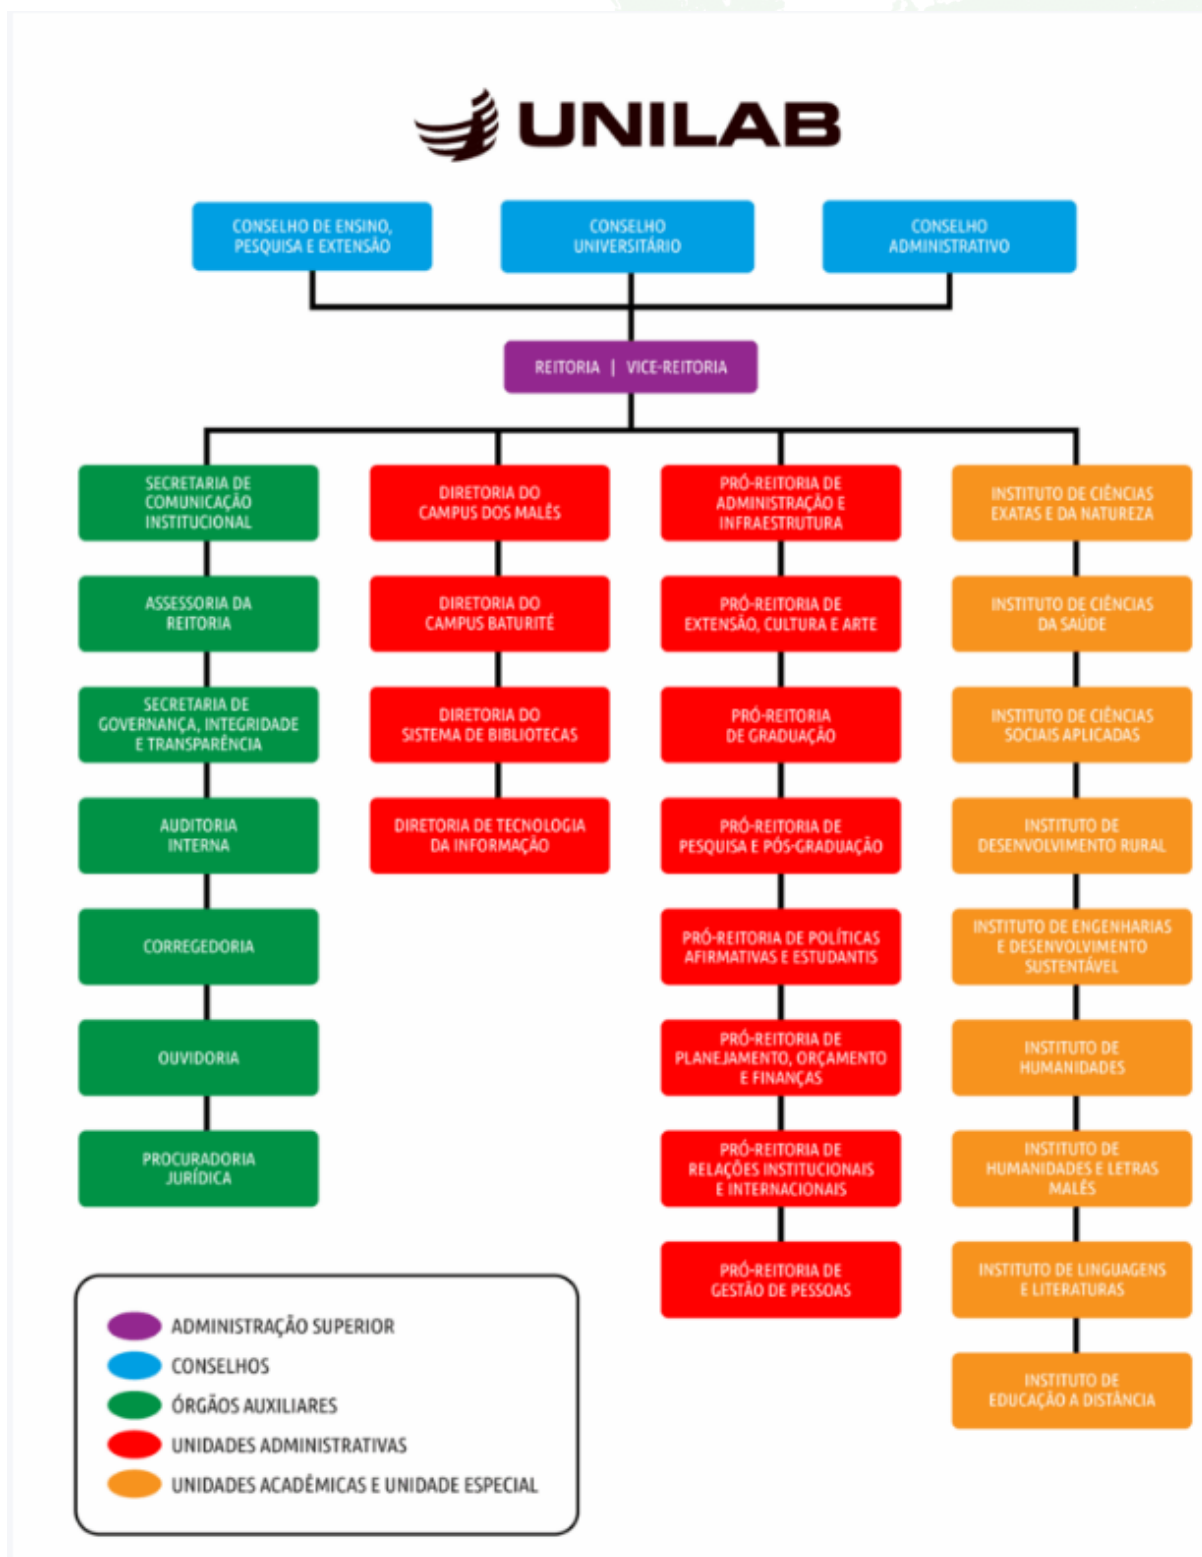 UNILAB
CONSELHO DE ENSINO,
PESQUISA E EXTENSÃO
CONSELHO
UNIVERSITÁRIO
CONSELHO
ADMINISTRATIVO
REITORIA | VICE-REITORIA
SECRETARIA DE
COMUNICAÇÃO
INSTITUCIONAL
ASSESSORIA DA
REITORIA
SECRETARIA DE
GOVERNANÇA, INTEGRIDADE
E TRANSPARÊNCIA
AUDITORIA
INTERNA
CORREGEDORIA
OUVIDORIA
PROCURADORIA
JURÍDICA
DIRETORIA DO
CAMPUS DOS MALÊS
DIRETORIA DO
CAMPUS BATURITÉ
DIRETORIA DO
SISTEMA DE BIBLIOTECAS
DIRETORIA DE TECNOLOGIA
DA INFORMAÇÃO
PRÓ-REITORIA DE
ADMINISTRAÇÃO E
INFRAESTRUTURA
PRÓ-REITORIA DE
EXTENSÃO, CULTURA E ARTE
PRÓ-REITORIA
DE GRADUAÇÃO
PRÓ-REITORIA DE
PESQUISA E PÓS-GRADUAÇÃO
PRÓ-REITORIA DE POLÍTICAS
AFIRMATIVAS E ESTUDANTIS
PRÓ-REITORIA DE
PLANEJAMENTO, ORÇAMENTO
E FINANÇAS
PRÓ-REITORIA DE
RELAÇÕES INSTITUCIONAIS
E INTERNACIONAIS
PRÓ-REITORIA DE
GESTÃO DE PESSOAS
INSTITUTO DE CIÊNCIAS
EXATAS E DA NATUREZA
INSTITUTO DE CIÊNCIAS
DA SAÚDE
INSTITUTO DE CIÊNCIAS
SOCIAIS APLICADAS
INSTITUTO DE
DESENVOLVIMENTO RURAL
INSTITUTO DE ENGENHARIAS
E DESENVOLVIMENTO
SUSTENTÁVEL
INSTITUTO DE
HUMANIDADES
INSTITUTO DE
HUMANIDADES E LETRAS
MALÊS
INSTITUTO DE LINGUAGENS
E LITERATURAS
INSTITUTO DE
EDUCAÇÃO A DISTÂNCIA
ADMINISTRAÇÃO SUPERIOR
CONSELHOS
ÓRGÃOS AUXILIARES
UNIDADES ADMINISTRATIVAS
UNIDADES ACADÊMICAS E UNIDADE ESPECIAL